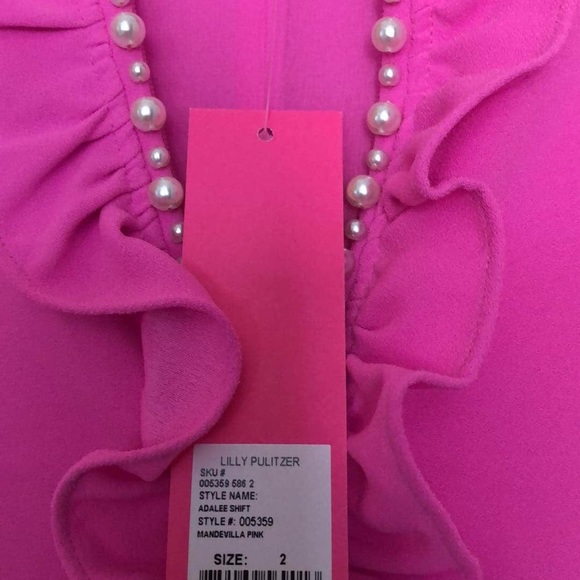 LILLY PULITZER
SKU #
005359 586 2
STYLE NAME:
ADALEE SHIFT
STYLE #: 005359
MANDEVILLA PINK
SIZE: 2